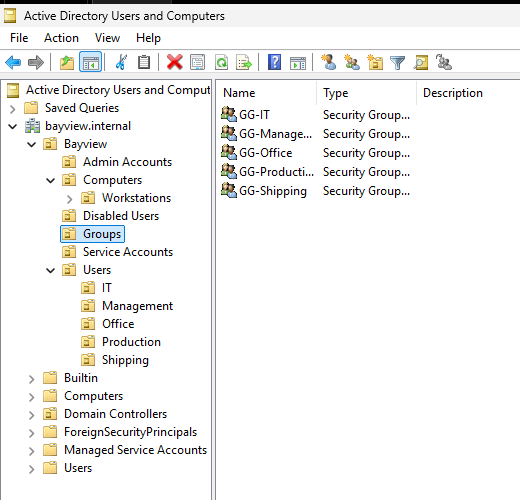 Active Directory Users and Computers
File Action View Help
Active Directory Users and Comput
Saved Queries
bayview.internal
Bayview
Admin Accounts
Computers
Workstations
Disabled Users
Groups
Service Accounts
Users
IT
Management
Office
Production
Shipping
Builtin
Computers
Domain Controllers
ForeignSecurityPrincipals
Managed Service Accounts
Users
Name Type Description
GG-IT Security Group...
GG-Manage... Security Group...
GG-Office Security Group...
GG-Producti... Security Group...
GG-Shipping Security Group...